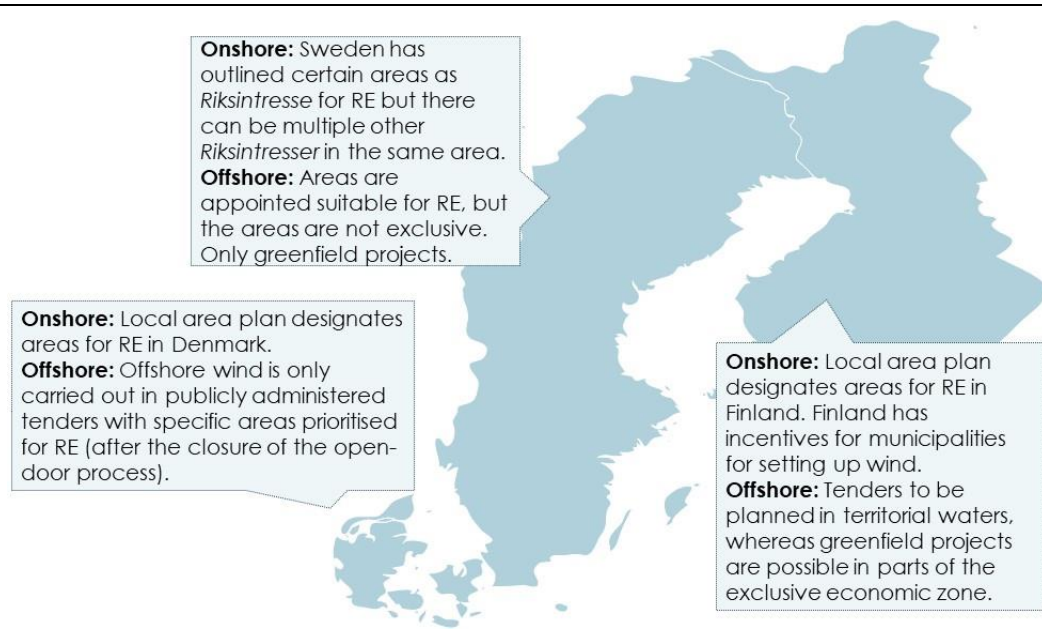 Onshore: Sweden has
outlined certain areas as
Riksintresse for RE but there
can be multiple other
Riksintresser in the same area.
Offshore: Areas are
appointed suitable for RE, but
the areas are not exclusive.
Only greenfield projects.
Onshore: Local area plan designates
areas for RE in Denmark.
Offshore: Offshore wind is only
carried out in publicly administered
tenders with specific areas prioritised
for RE (after the closure of the open-
door process).
Onshore: Local area plan
designates areas for RE in
Finland. Finland has
incentives for municipalities
for setting up wind.
Offshore: Tenders to be
planned in territorial waters,
whereas greenfield projects
are possible in parts of the
exclusive economic zone.